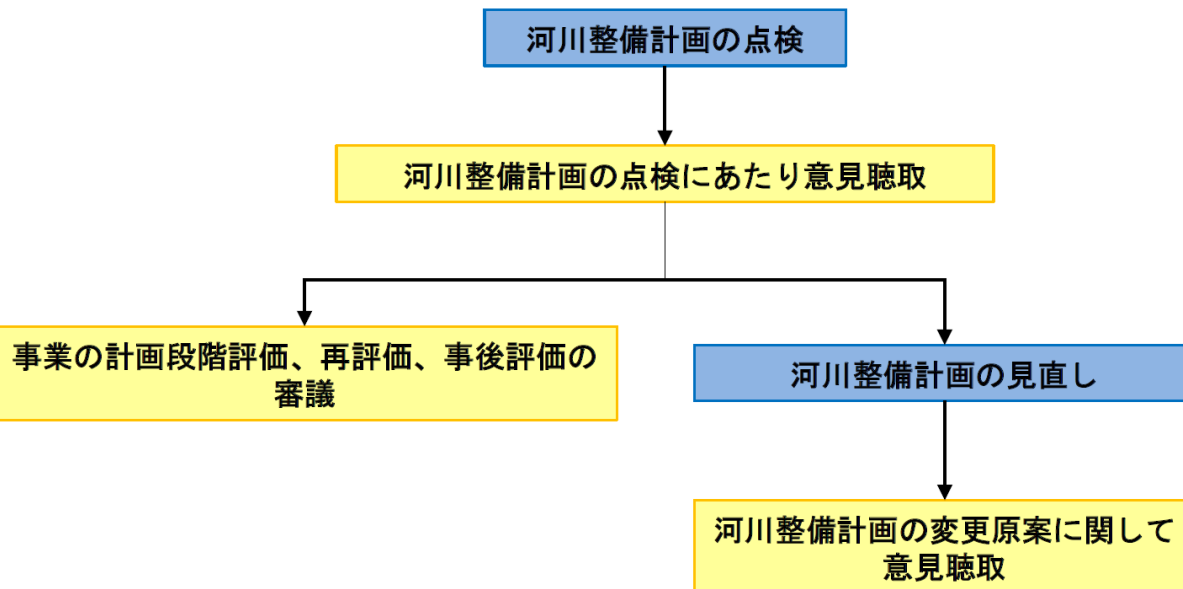 河川整備計画の点検
河川整備計画の点検にあたり意見聴取
事業の計画段階評価、再評価、事後評価の
審議
河川整備計画の見直し
河川整備計画の変更原案に関して
意見聴取